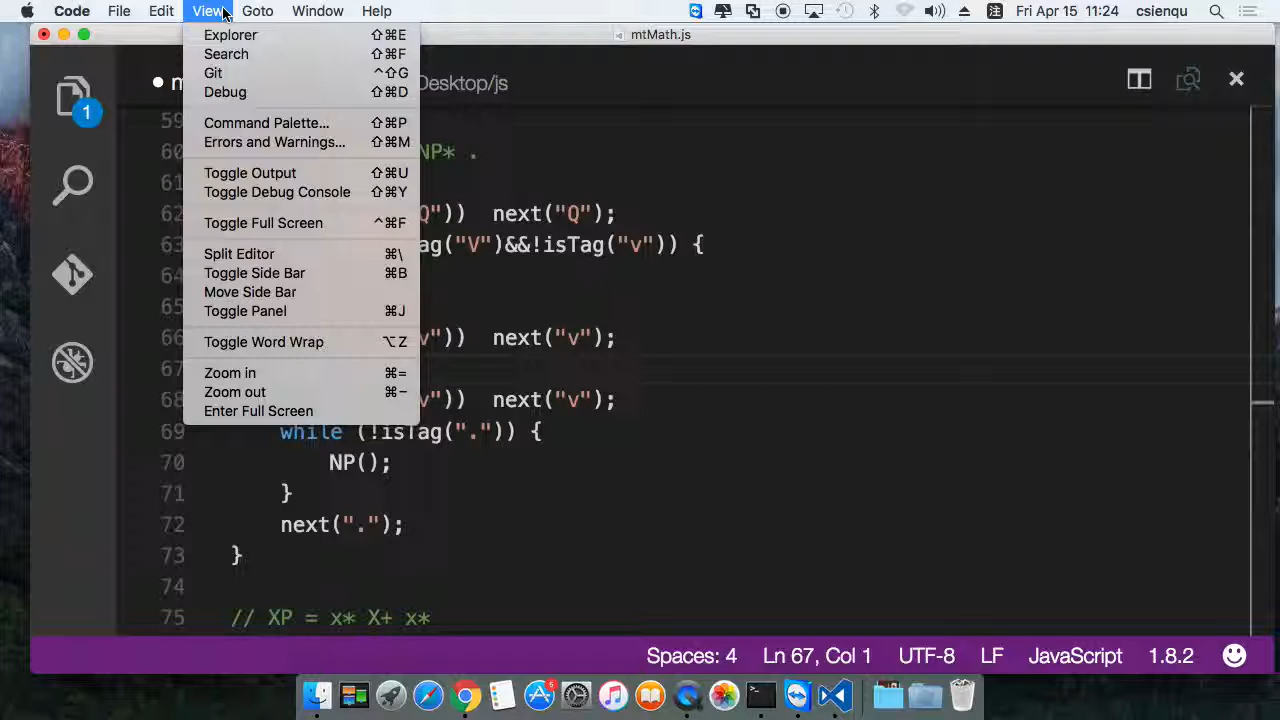 Code File Edit View Goto Window Help 注 Fri Apr 15 11:24 csienqu
mtMath.js
Explorer ⇧⌘E
Search ⇧⌘F
Git ^⇧G
Debug ⇧⌘D
Command Palette... ⇧⌘P
Errors and Warnings... ⇧⌘M
Toggle Output ⇧⌘U
Toggle Debug Console ⇧⌘Y
Toggle Full Screen ^⌘F
Split Editor ⌘\
Toggle Side Bar ⌘B
Move Side Bar
Toggle Panel ⌘J
Toggle Word Wrap ⌥Z
Zoom in ⌘=
Zoom out ⌘-
Enter Full Screen
1
Desktop/js
59
60 NP* .
61
62 Q")) next("Q");
63 ag("V")&&!isTag("v")) {
64
65
66 v")) next("v");
67
68 v")) next("v");
69 while (!isTag(".")) {
70 NP();
71 }
72 next(".");
73 }
74
75 // XP = x* X+ x*
Spaces: 4 Ln 67, Col 1 UTF-8 LF JavaScript 1.8.2
6